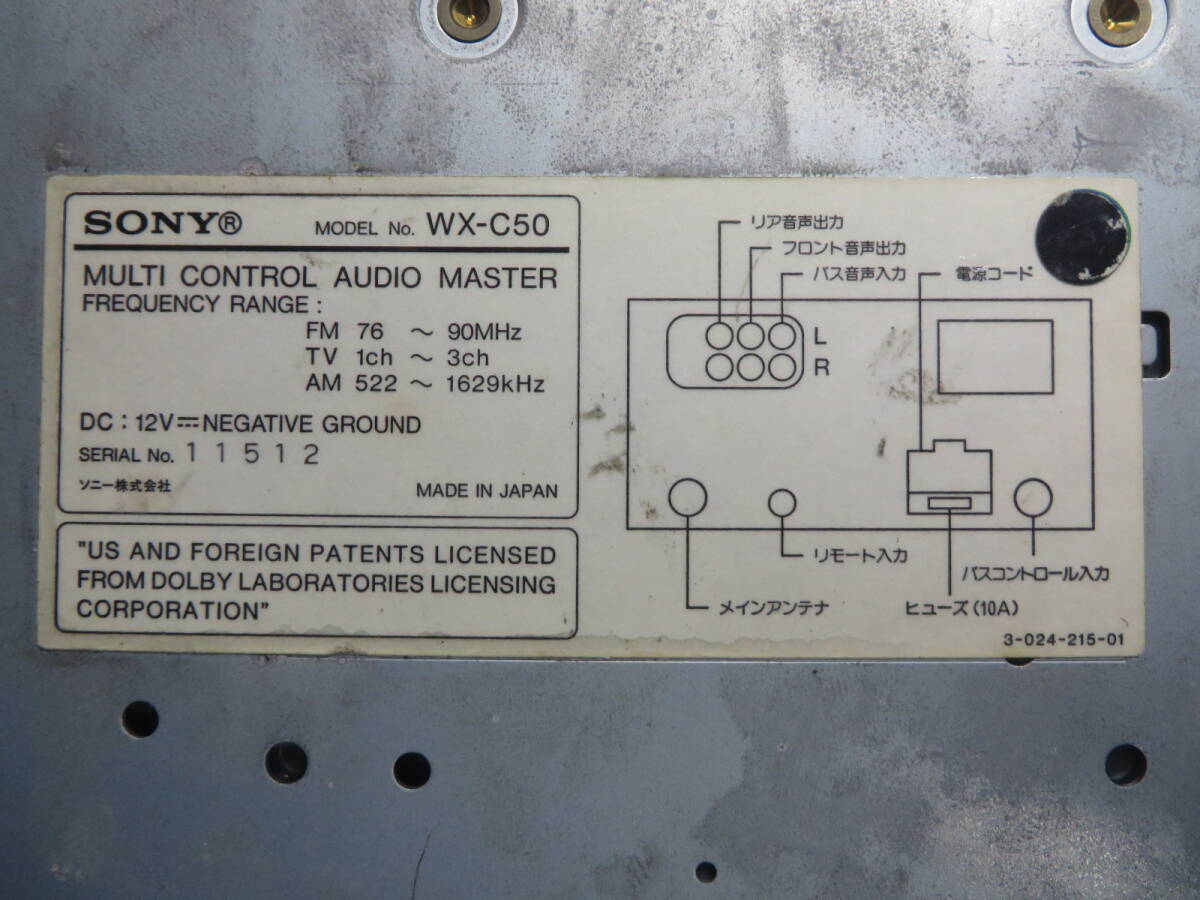 SONY® MODEL No. WX-C50
MULTI CONTROL AUDIO MASTER
FREQUENCY RANGE :
FM 76 ～ 90MHz
TV 1ch ～ 3ch
AM 522 ～ 1629kHz
DC : 12V⎓NEGATIVE GROUND
SERIAL No. 11512
ソニー株式会社 MADE IN JAPAN
"US AND FOREIGN PATENTS LICENSED
FROM DOLBY LABORATORIES LICENSING
CORPORATION"
リア音声出力
フロント音声出力
バス音声入力
電源コード
L
R
リモート入力
バスコントロール入力
メインアンテナ
ヒューズ(10A)
3-024-215-01